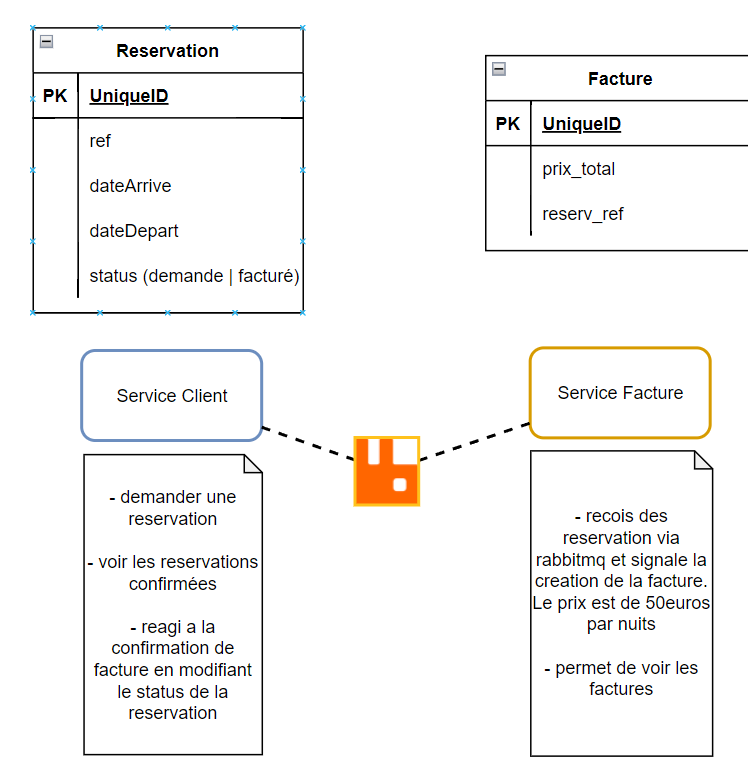 Reservation
PK UniqueID
ref
dateArrive
dateDepart
status (demande | facturé)
Facture
PK UniqueID
prix_total
reserv_ref
Service Client
Service Facture
- demander une
reservation
- voir les reservations
confirmées
- reagi a la
confirmation de
facture en modifiant
le status de la
reservation
- recois des
reservation via
rabbitmq et signale la
creation de la facture.
Le prix est de 50euros
par nuits
- permet de voir les
factures